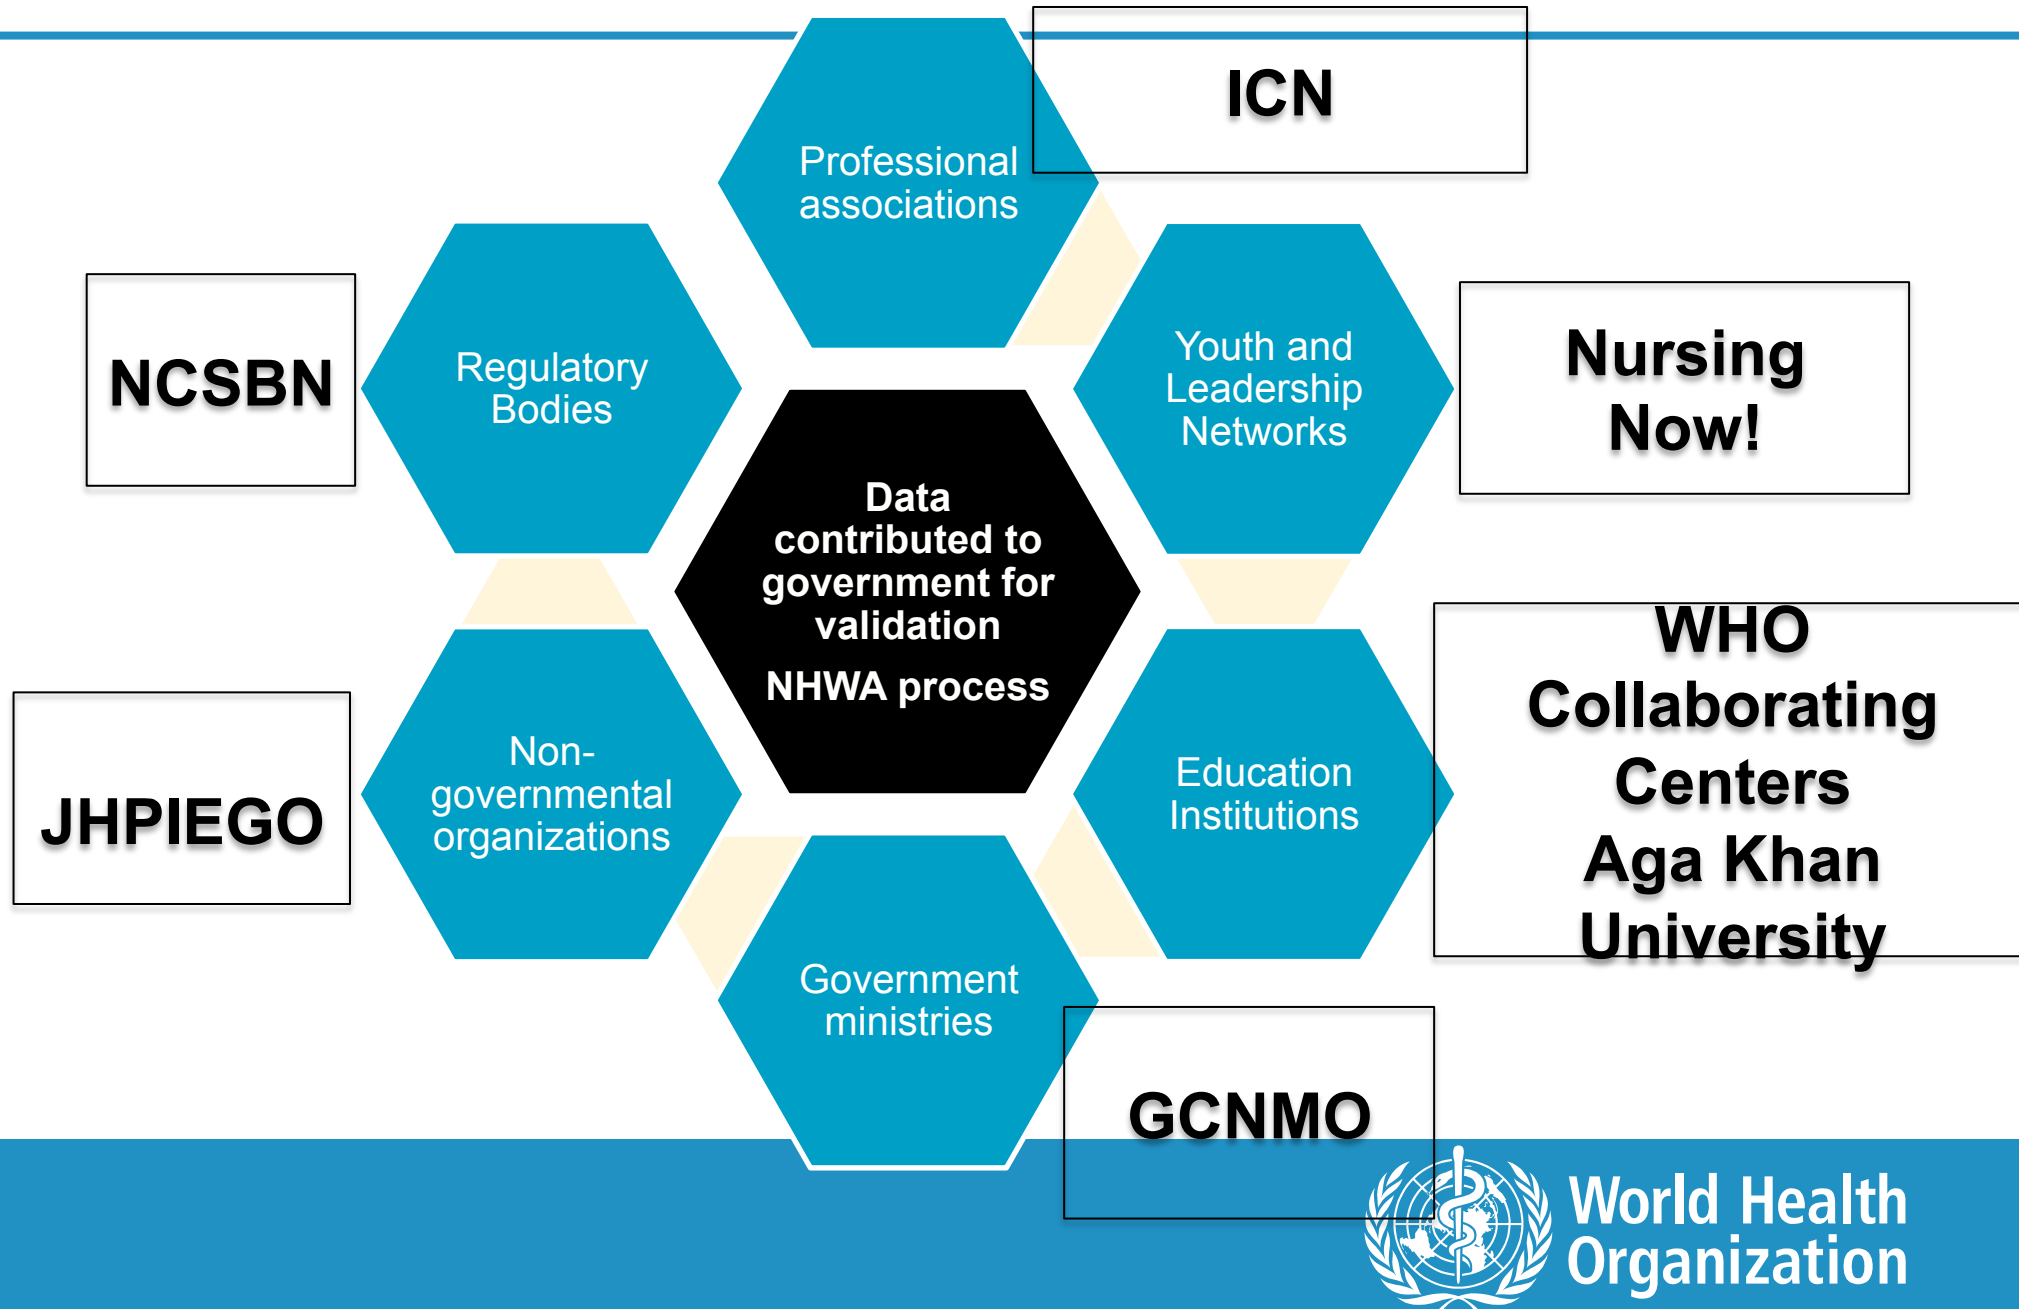 ICN
Professional
associations
NCSBN
Regulatory
Bodies
Youth and
Leadership
Networks
Nursing
Now!
Data
contributed to
government for
validation
NHWA process
JHPIEGO
Non-
governmental
organizations
Education
Institutions
WHO
Collaborating
Centers
Aga Khan
University
Government
ministries
GCNMO
World Health
Organization